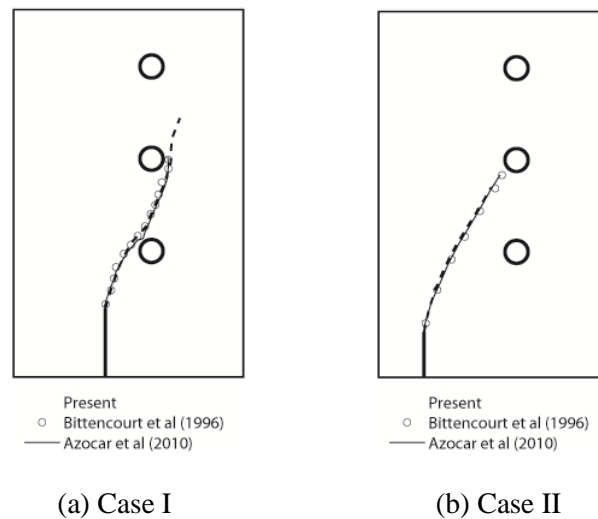 Present
Bittencourt et al (1996)
Azocar et al (2010)
Present
Bittencourt et al (1996)
Azocar et al (2010)
(a) Case I
(b) Case II